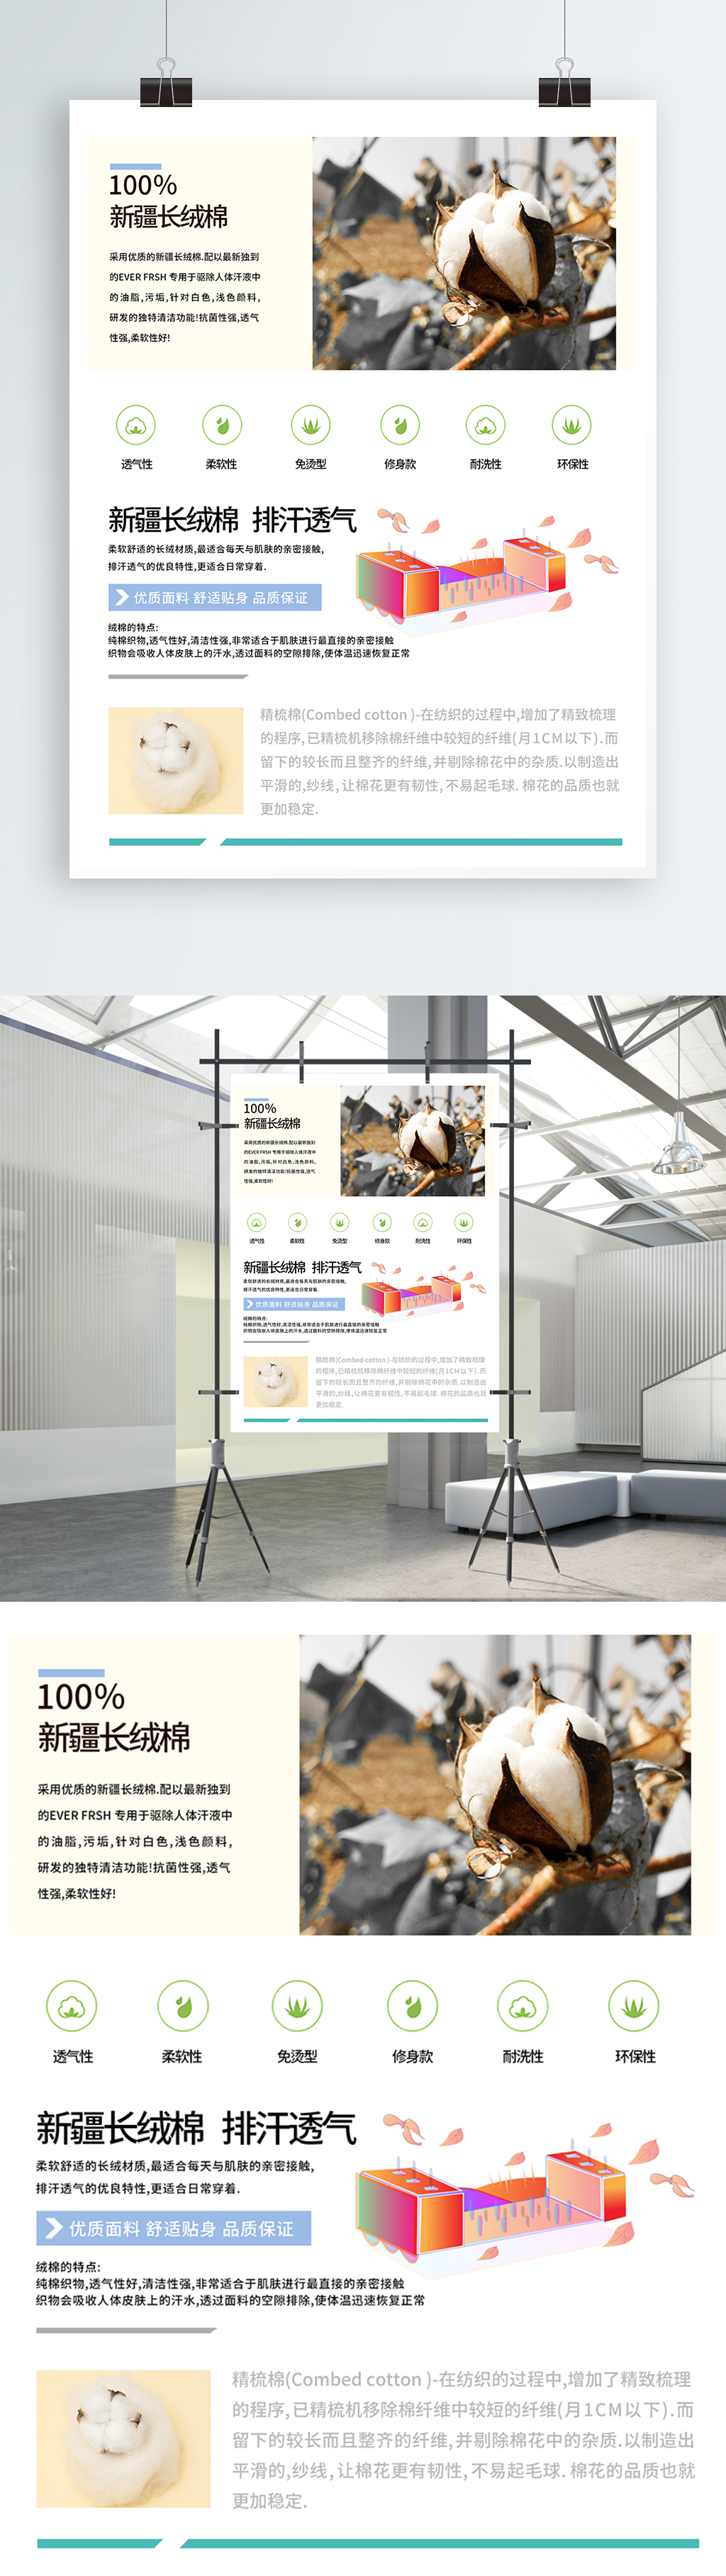 100%
新疆长绒棉
采用优质的新疆长绒棉.配以最新独到
的EVER FRSH 专用于驱除人体汗液中
的油脂,污垢,针对白色,浅色颜料,
研发的独特清洁功能!抗菌性强,透气
性强,柔软性好!
透气性 柔软性 免烫型 修身款 耐洗性 环保性
新疆长绒棉 排汗透气
柔软舒适的长绒材质,最适合每天与肌肤的亲密接触,
排汗透气的优良特性,更适合日常穿着.
优质面料 舒适贴身 品质保证
绒棉的特点:
纯棉织物,透气性好,清洁性强,非常适合于肌肤进行最直接的亲密接触
织物会吸收人体皮肤上的汗水,透过面料的空隙排除,使体温迅速恢复正常
精梳棉(Combed cotton )-在纺织的过程中,增加了精致梳理
的程序,已精梳机移除棉纤维中较短的纤维(月1CM以下).而
留下的较长而且整齐的纤维,并剔除棉花中的杂质.以制造出
平滑的,纱线,让棉花更有韧性,不易起毛球.棉花的品质也就
更加稳定.
100%
新疆长绒棉
采用优质的新疆长绒棉.配以最新独到
的EVER FRSH 专用于驱除人体汗液中
的油脂,污垢,针对白色,浅色颜料,
研发的独特清洁功能!抗菌性强,透气
性强,柔软性好!
透气性 柔软性 免烫型 修身款 耐洗性 环保性
新疆长绒棉 排汗透气
柔软舒适的长绒材质,最适合每天与肌肤的亲密接触,
排汗透气的优良特性,更适合日常穿着.
优质面料 舒适贴身 品质保证
绒棉的特点:
纯棉织物,透气性好,清洁性强,非常适合于肌肤进行最直接的亲密接触
织物会吸收人体皮肤上的汗水,透过面料的空隙排除,使体温迅速恢复正常
精梳棉(Combed cotton )-在纺织的过程中,增加了精致梳理
的程序,已精梳机移除棉纤维中较短的纤维(月1CM以下).而
留下的较长而且整齐的纤维,并剔除棉花中的杂质.以制造出
平滑的,纱线,让棉花更有韧性,不易起毛球.棉花的品质也就
更加稳定.
100%
新疆长绒棉
采用优质的新疆长绒棉.配以最新独到
的EVER FRSH 专用于驱除人体汗液中
的油脂,污垢,针对白色,浅色颜料,
研发的独特清洁功能!抗菌性强,透气
性强,柔软性好!
透气性 柔软性 免烫型 修身款 耐洗性 环保性
新疆长绒棉 排汗透气
柔软舒适的长绒材质,最适合每天与肌肤的亲密接触,
排汗透气的优良特性,更适合日常穿着.
优质面料 舒适贴身 品质保证
绒棉的特点:
纯棉织物,透气性好,清洁性强,非常适合于肌肤进行最直接的亲密接触
织物会吸收人体皮肤上的汗水,透过面料的空隙排除,使体温迅速恢复正常
精梳棉(Combed cotton )-在纺织的过程中,增加了精致梳理
的程序,已精梳机移除棉纤维中较短的纤维(月1CM以下).而
留下的较长而且整齐的纤维,并剔除棉花中的杂质.以制造出
平滑的,纱线,让棉花更有韧性,不易起毛球.棉花的品质也就
更加稳定.